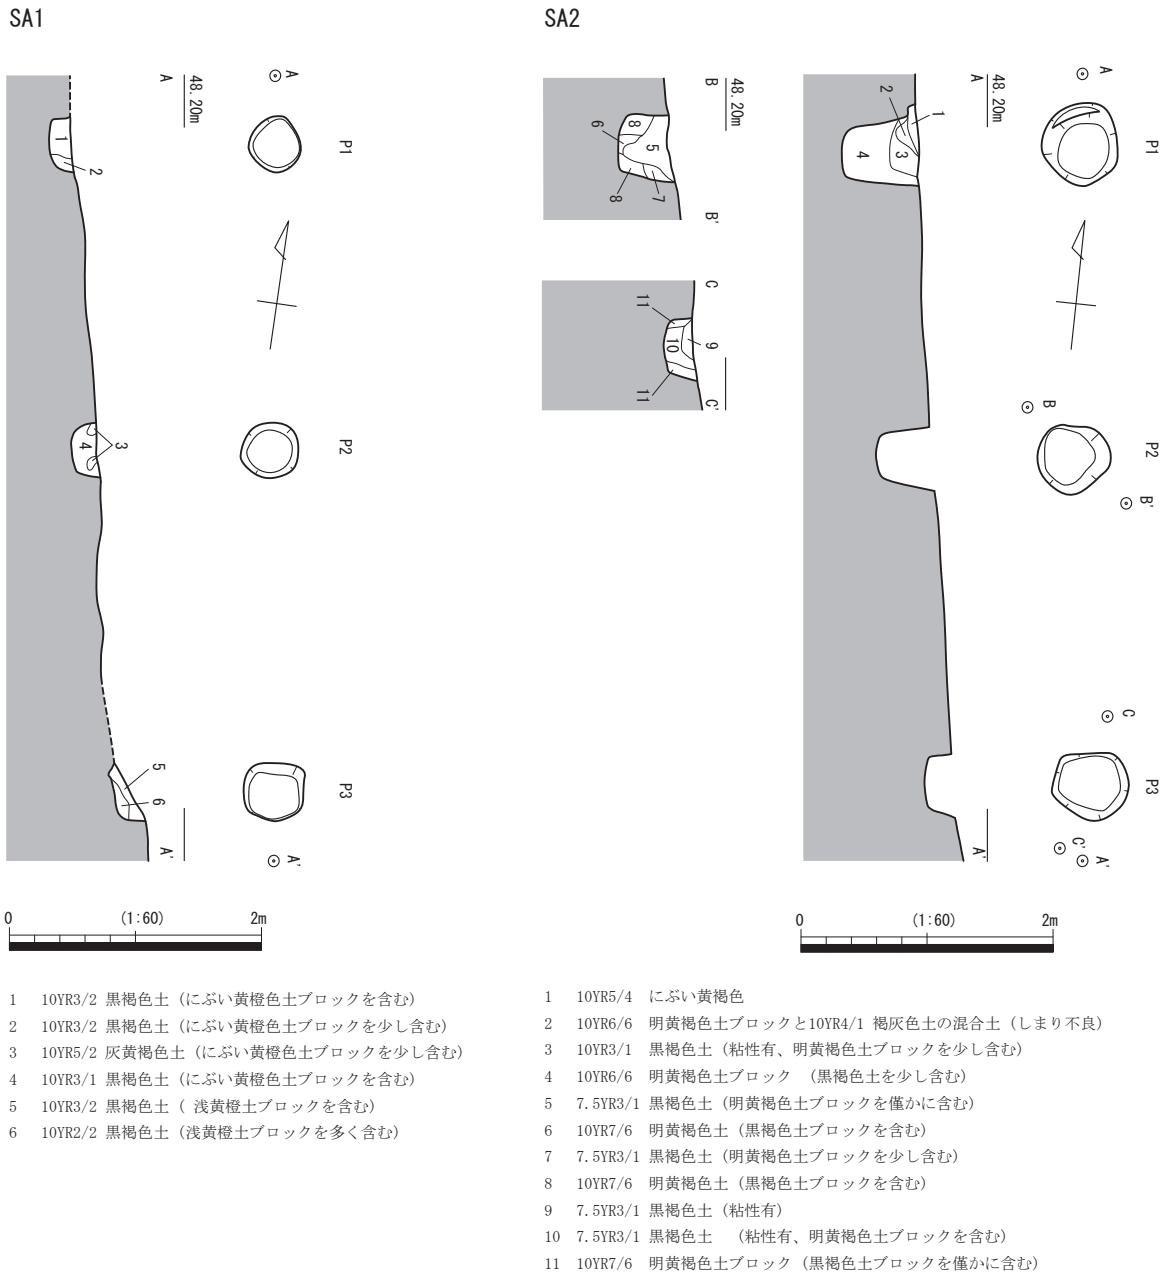 SA1
A
48.20m
A
P1
1
2
P2
3
4
P3
5
6
A'
A'
0 (1:60) 2m
1 10YR3/2 黒褐色土（にぶい黄橙色土ブロックを含む）
2 10YR3/2 黒褐色土（にぶい黄橙色土ブロックを少し含む）
3 10YR5/2 灰黄褐色土（にぶい黄橙色土ブロックを少し含む）
4 10YR3/1 黒褐色土（にぶい黄橙色土ブロックを含む）
5 10YR3/2 黒褐色土（ 浅黄橙土ブロックを含む）
6 10YR2/2 黒褐色土（浅黄橙土ブロックを多く含む）
SA2
B
48.20m
8
6
5
7
8
B'
C
11
9
10
11
C'
A
48.20m
A
P1
2
1
3
4
B
P2
B'
C
P3
C'
A'
A'
0 (1:60) 2m
1 10YR5/4 にぶい黄褐色
2 10YR6/6 明黄褐色土ブロックと10YR4/1 褐灰色土の混合土（しまり不良）
3 10YR3/1 黒褐色土（粘性有、明黄褐色土ブロックを少し含む）
4 10YR6/6 明黄褐色土ブロック （黒褐色土を少し含む）
5 7.5YR3/1 黒褐色土（明黄褐色土ブロックを僅かに含む）
6 10YR7/6 明黄褐色土（黒褐色土ブロックを含む）
7 7.5YR3/1 黒褐色土（明黄褐色土ブロックを少し含む）
8 10YR7/6 明黄褐色土（黒褐色土ブロックを含む）
9 7.5YR3/1 黒褐色土（粘性有）
10 7.5YR3/1 黒褐色土 （粘性有、明黄褐色土ブロックを含む）
11 10YR7/6 明黄褐色土ブロック（黒褐色土ブロックを僅かに含む）